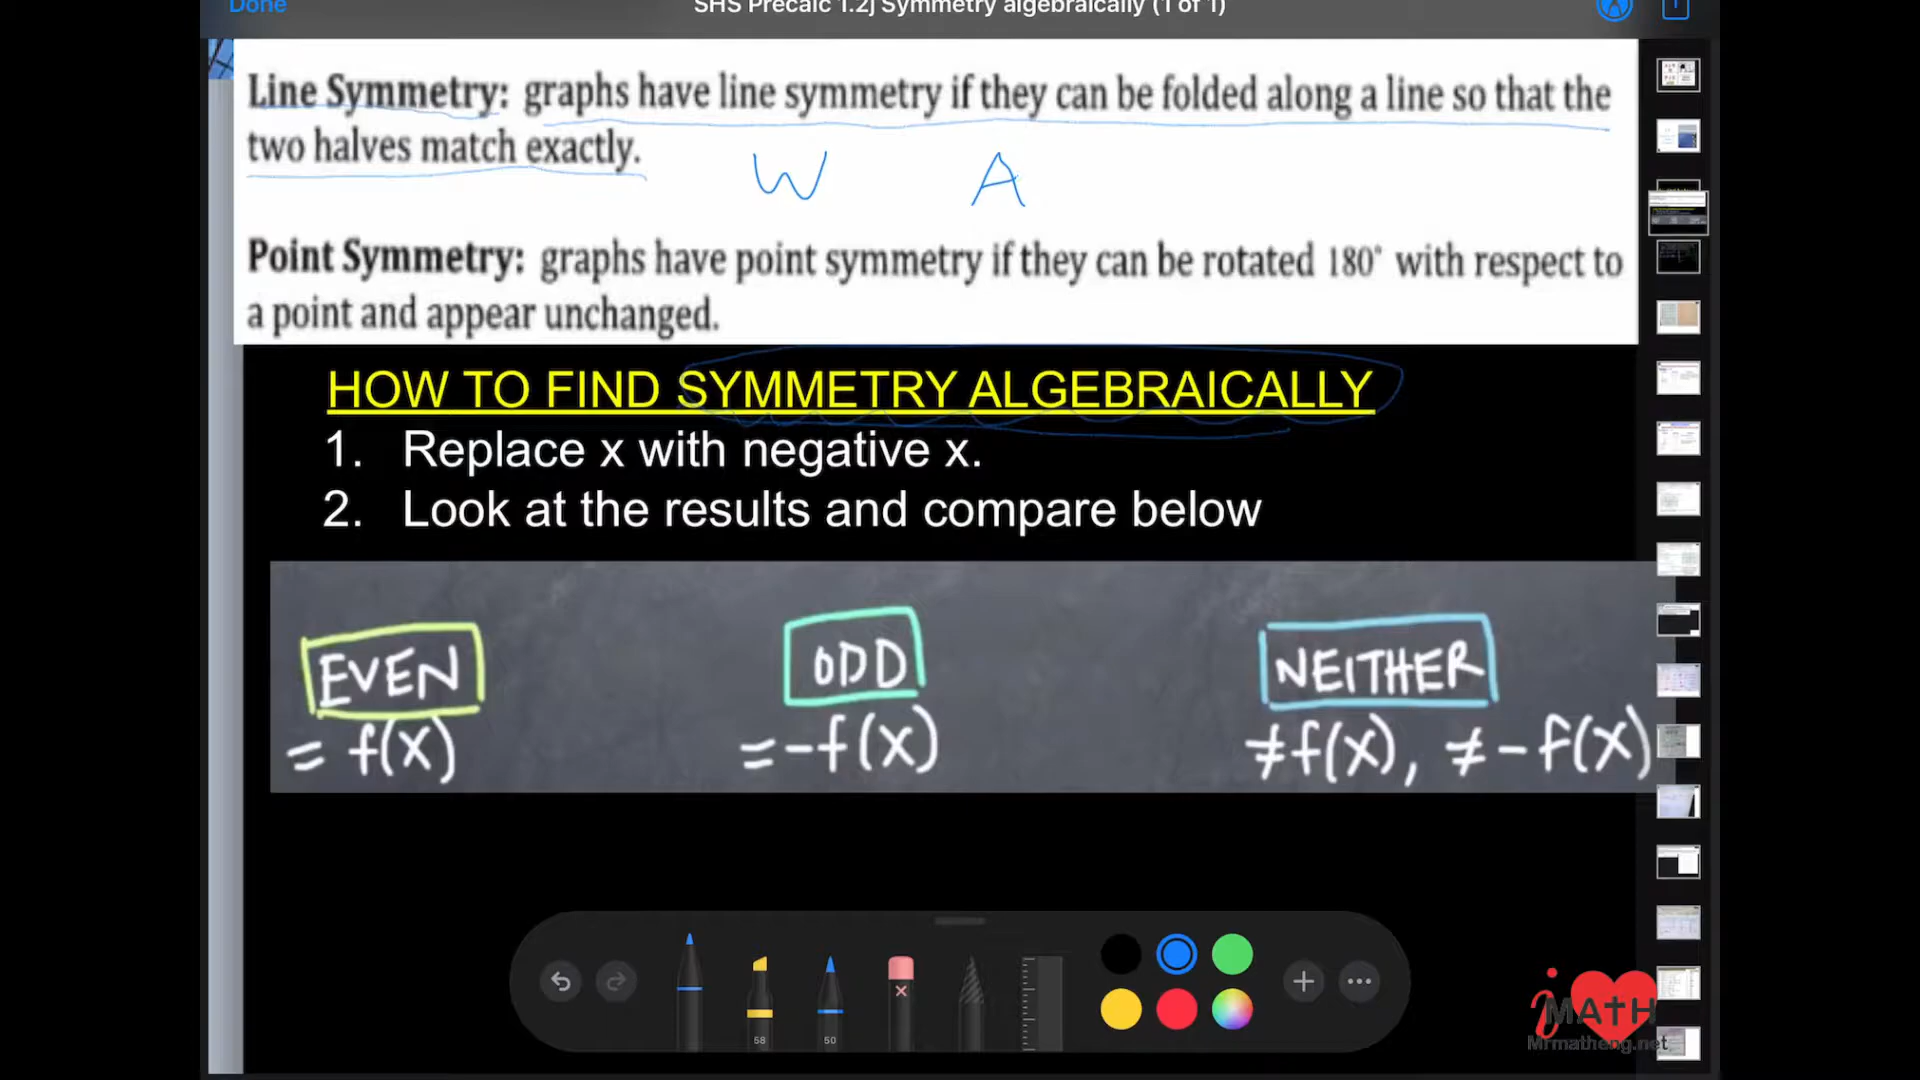 Done
SHS Precalc 1.2j Symmetry algebraically (1 of 1)
Line Symmetry: graphs have line symmetry if they can be folded along a line so that the
two halves match exactly.
W A
Point Symmetry: graphs have point symmetry if they can be rotated 180° with respect to
a point and appear unchanged.
HOW TO FIND SYMMETRY ALGEBRAICALLY
1. Replace x with negative x.
2. Look at the results and compare below
EVEN ODD NEITHER
= f(x) =-f(x) ≠f(x), ≠-f(x)
58 50
iMATH
Mrmatheng.net